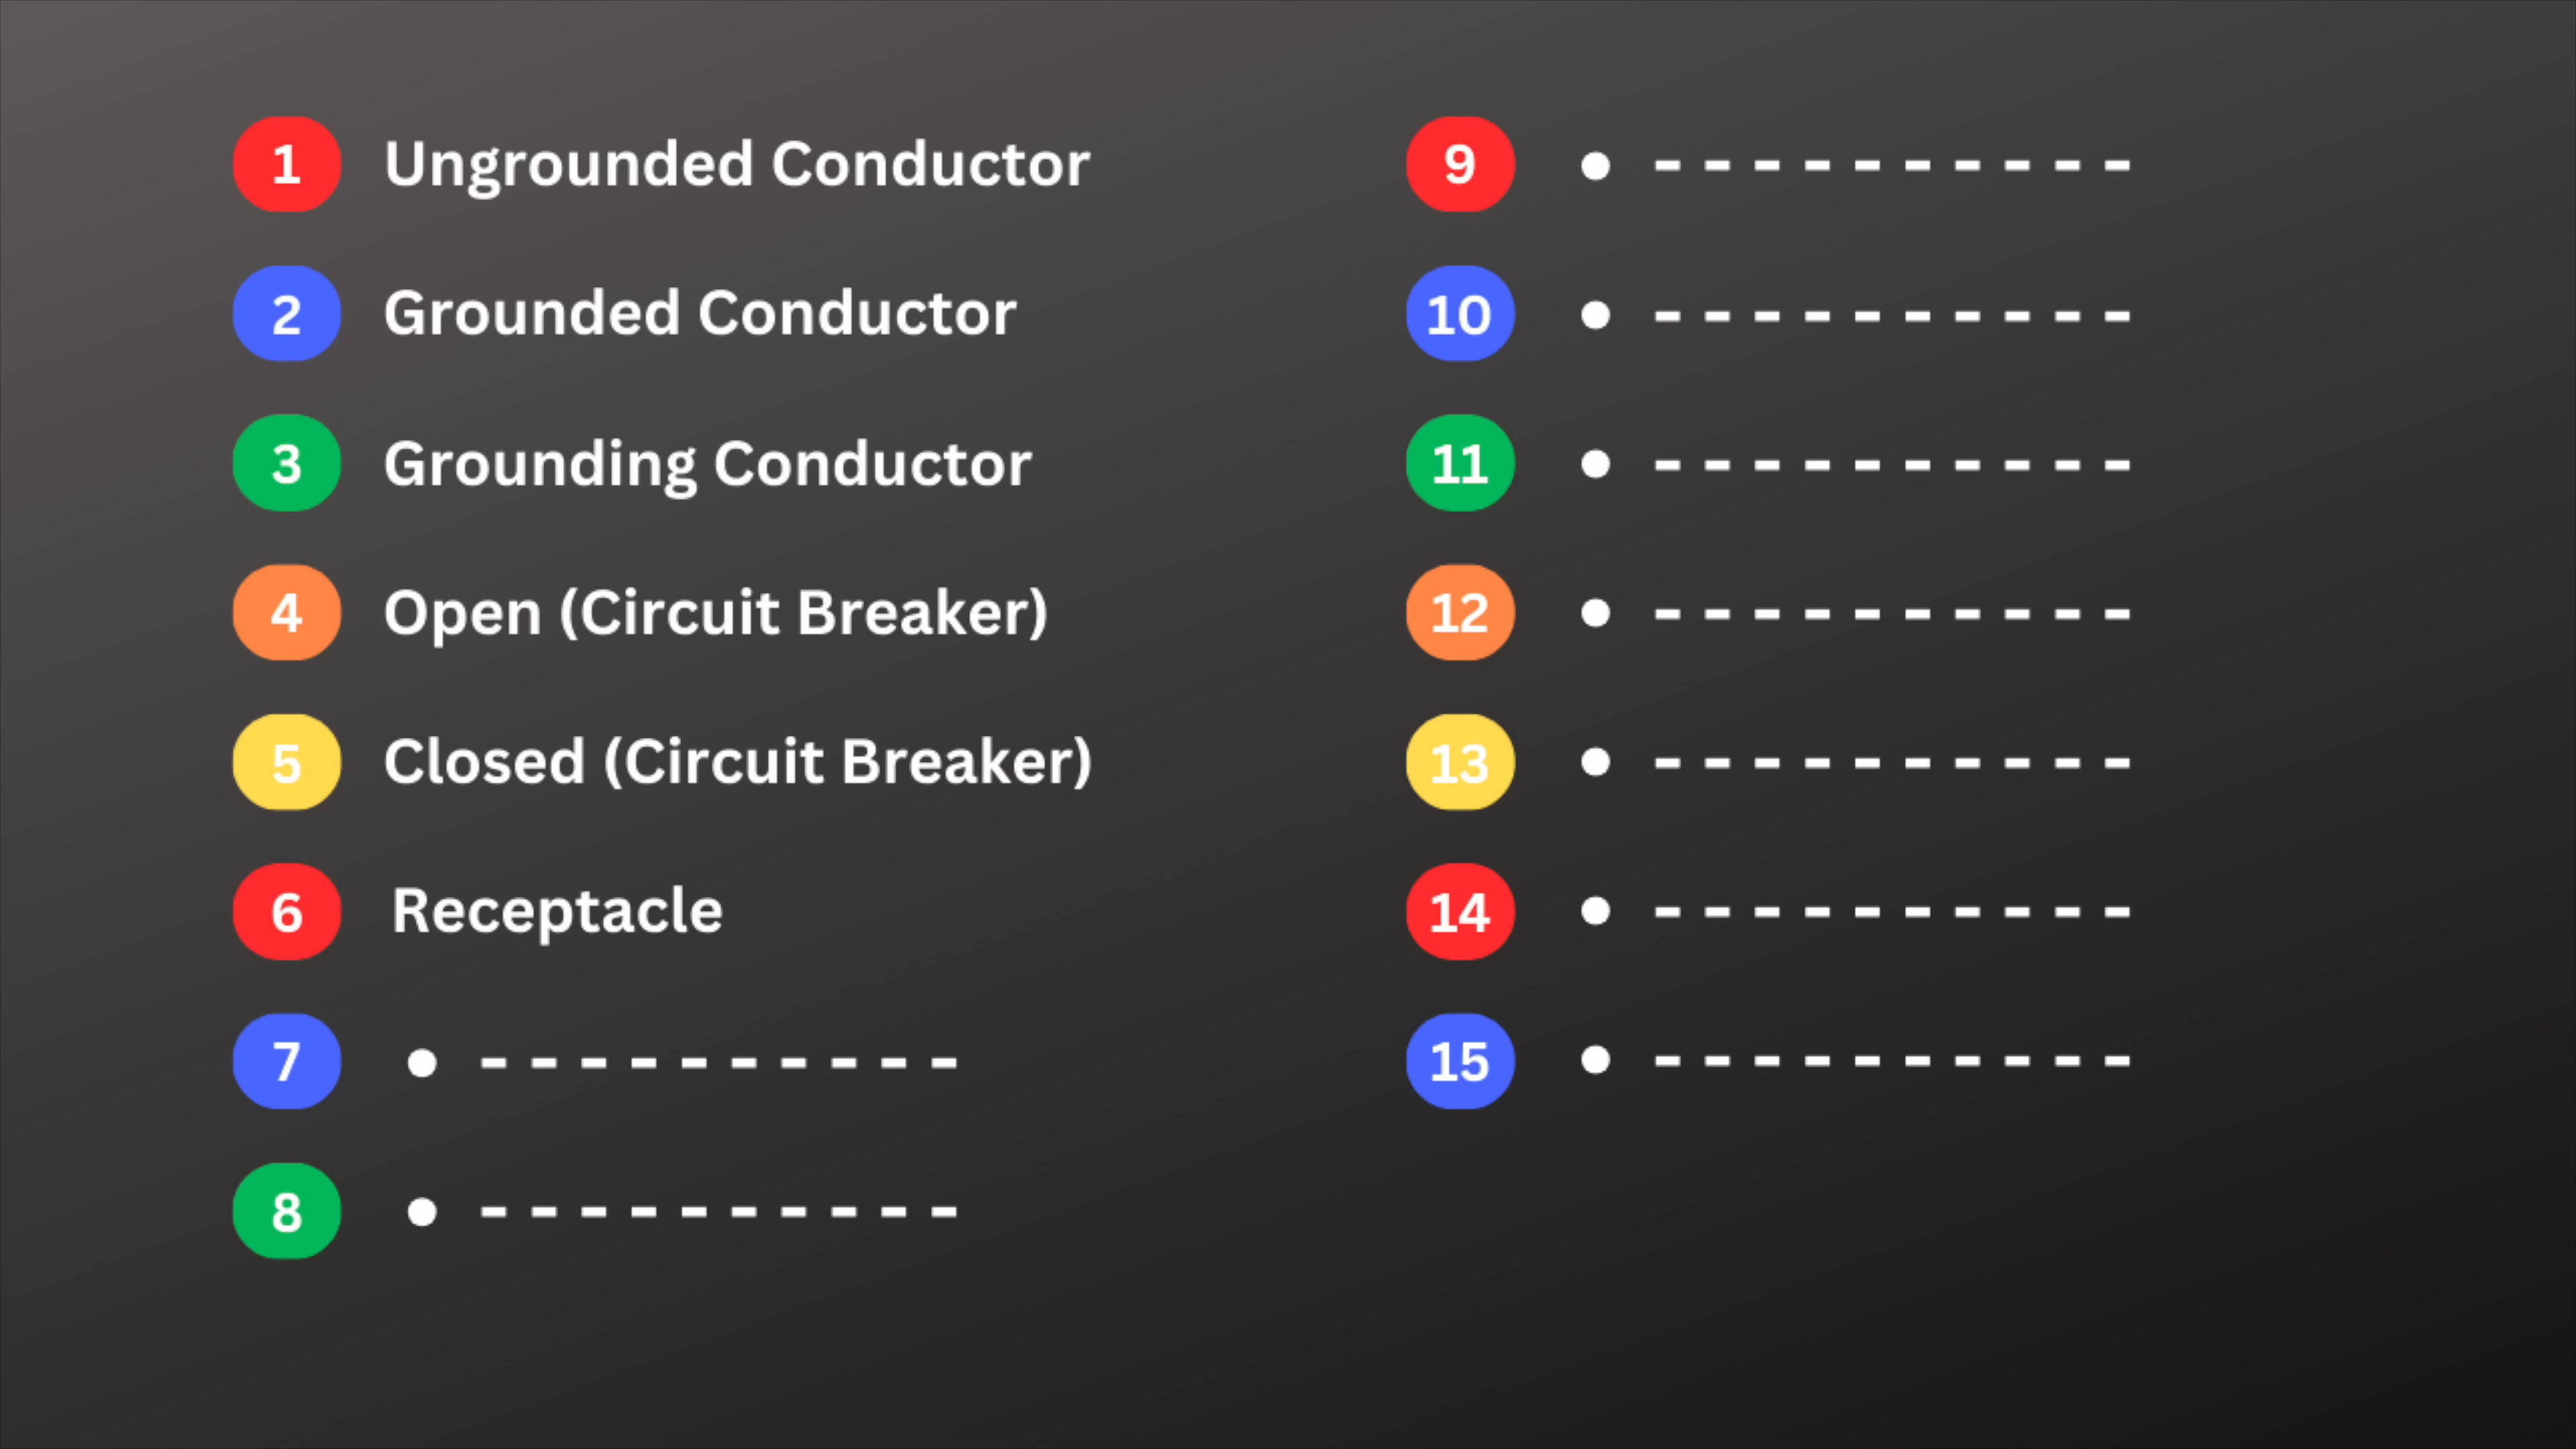 1 Ungrounded Conductor
2 Grounded Conductor
3 Grounding Conductor
4 Open (Circuit Breaker)
5 Closed (Circuit Breaker)
6 Receptacle
7 • - - - - - - - - - -
8 • - - - - - - - - - -
9 • - - - - - - - - - -
10 • - - - - - - - - - -
11 • - - - - - - - - - -
12 • - - - - - - - - - -
13 • - - - - - - - - - -
14 • - - - - - - - - - -
15 • - - - - - - - - - -